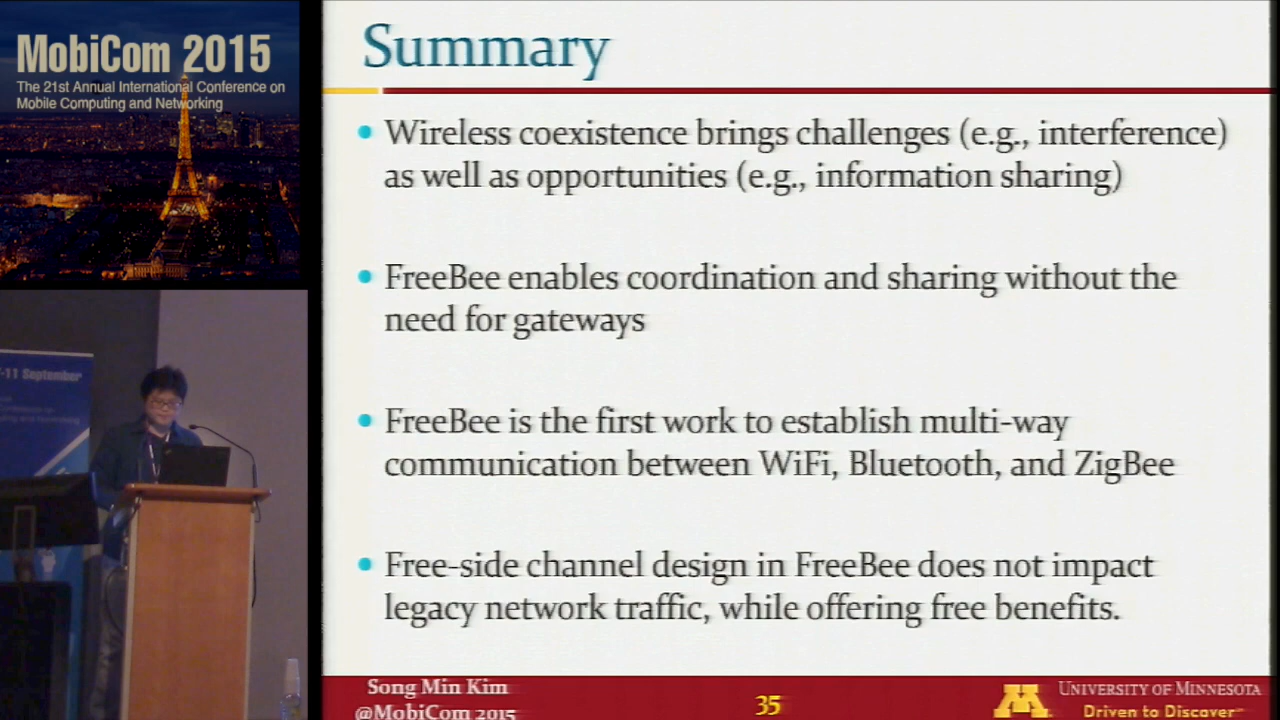 MobiCom 2015
The 21st Annual International Conference on
Mobile Computing and Networking
-11 September
Summary
Wireless coexistence brings challenges (e.g., interference)
as well as opportunities (e.g., information sharing)
FreeBee enables coordination and sharing without the
need for gateways
FreeBee is the first work to establish multi-way
communication between WiFi, Bluetooth, and ZigBee
Free-side channel design in FreeBee does not impact
legacy network traffic, while offering free benefits.
Song Min Kim
@MobiCom 2015
35
UNIVERSITY OF MINNESOTA
Driven to Discover